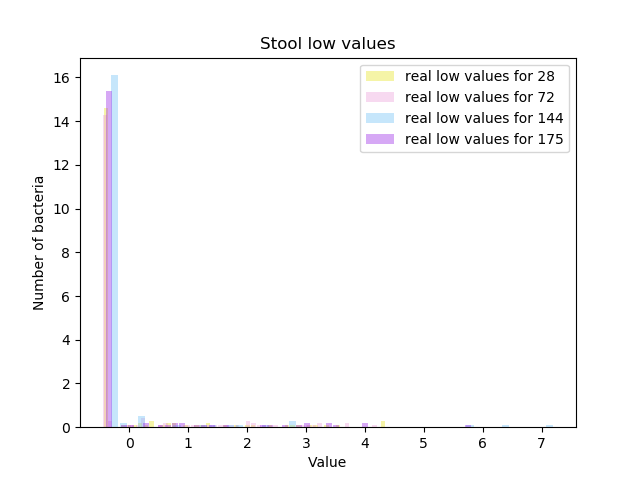 Stool low values
real low values for 28
real low values for 72
real low values for 144
real low values for 175
Number of bacteria
16
14
12
10
8
6
4
2
0
0 1 2 3 4 5 6 7
Value